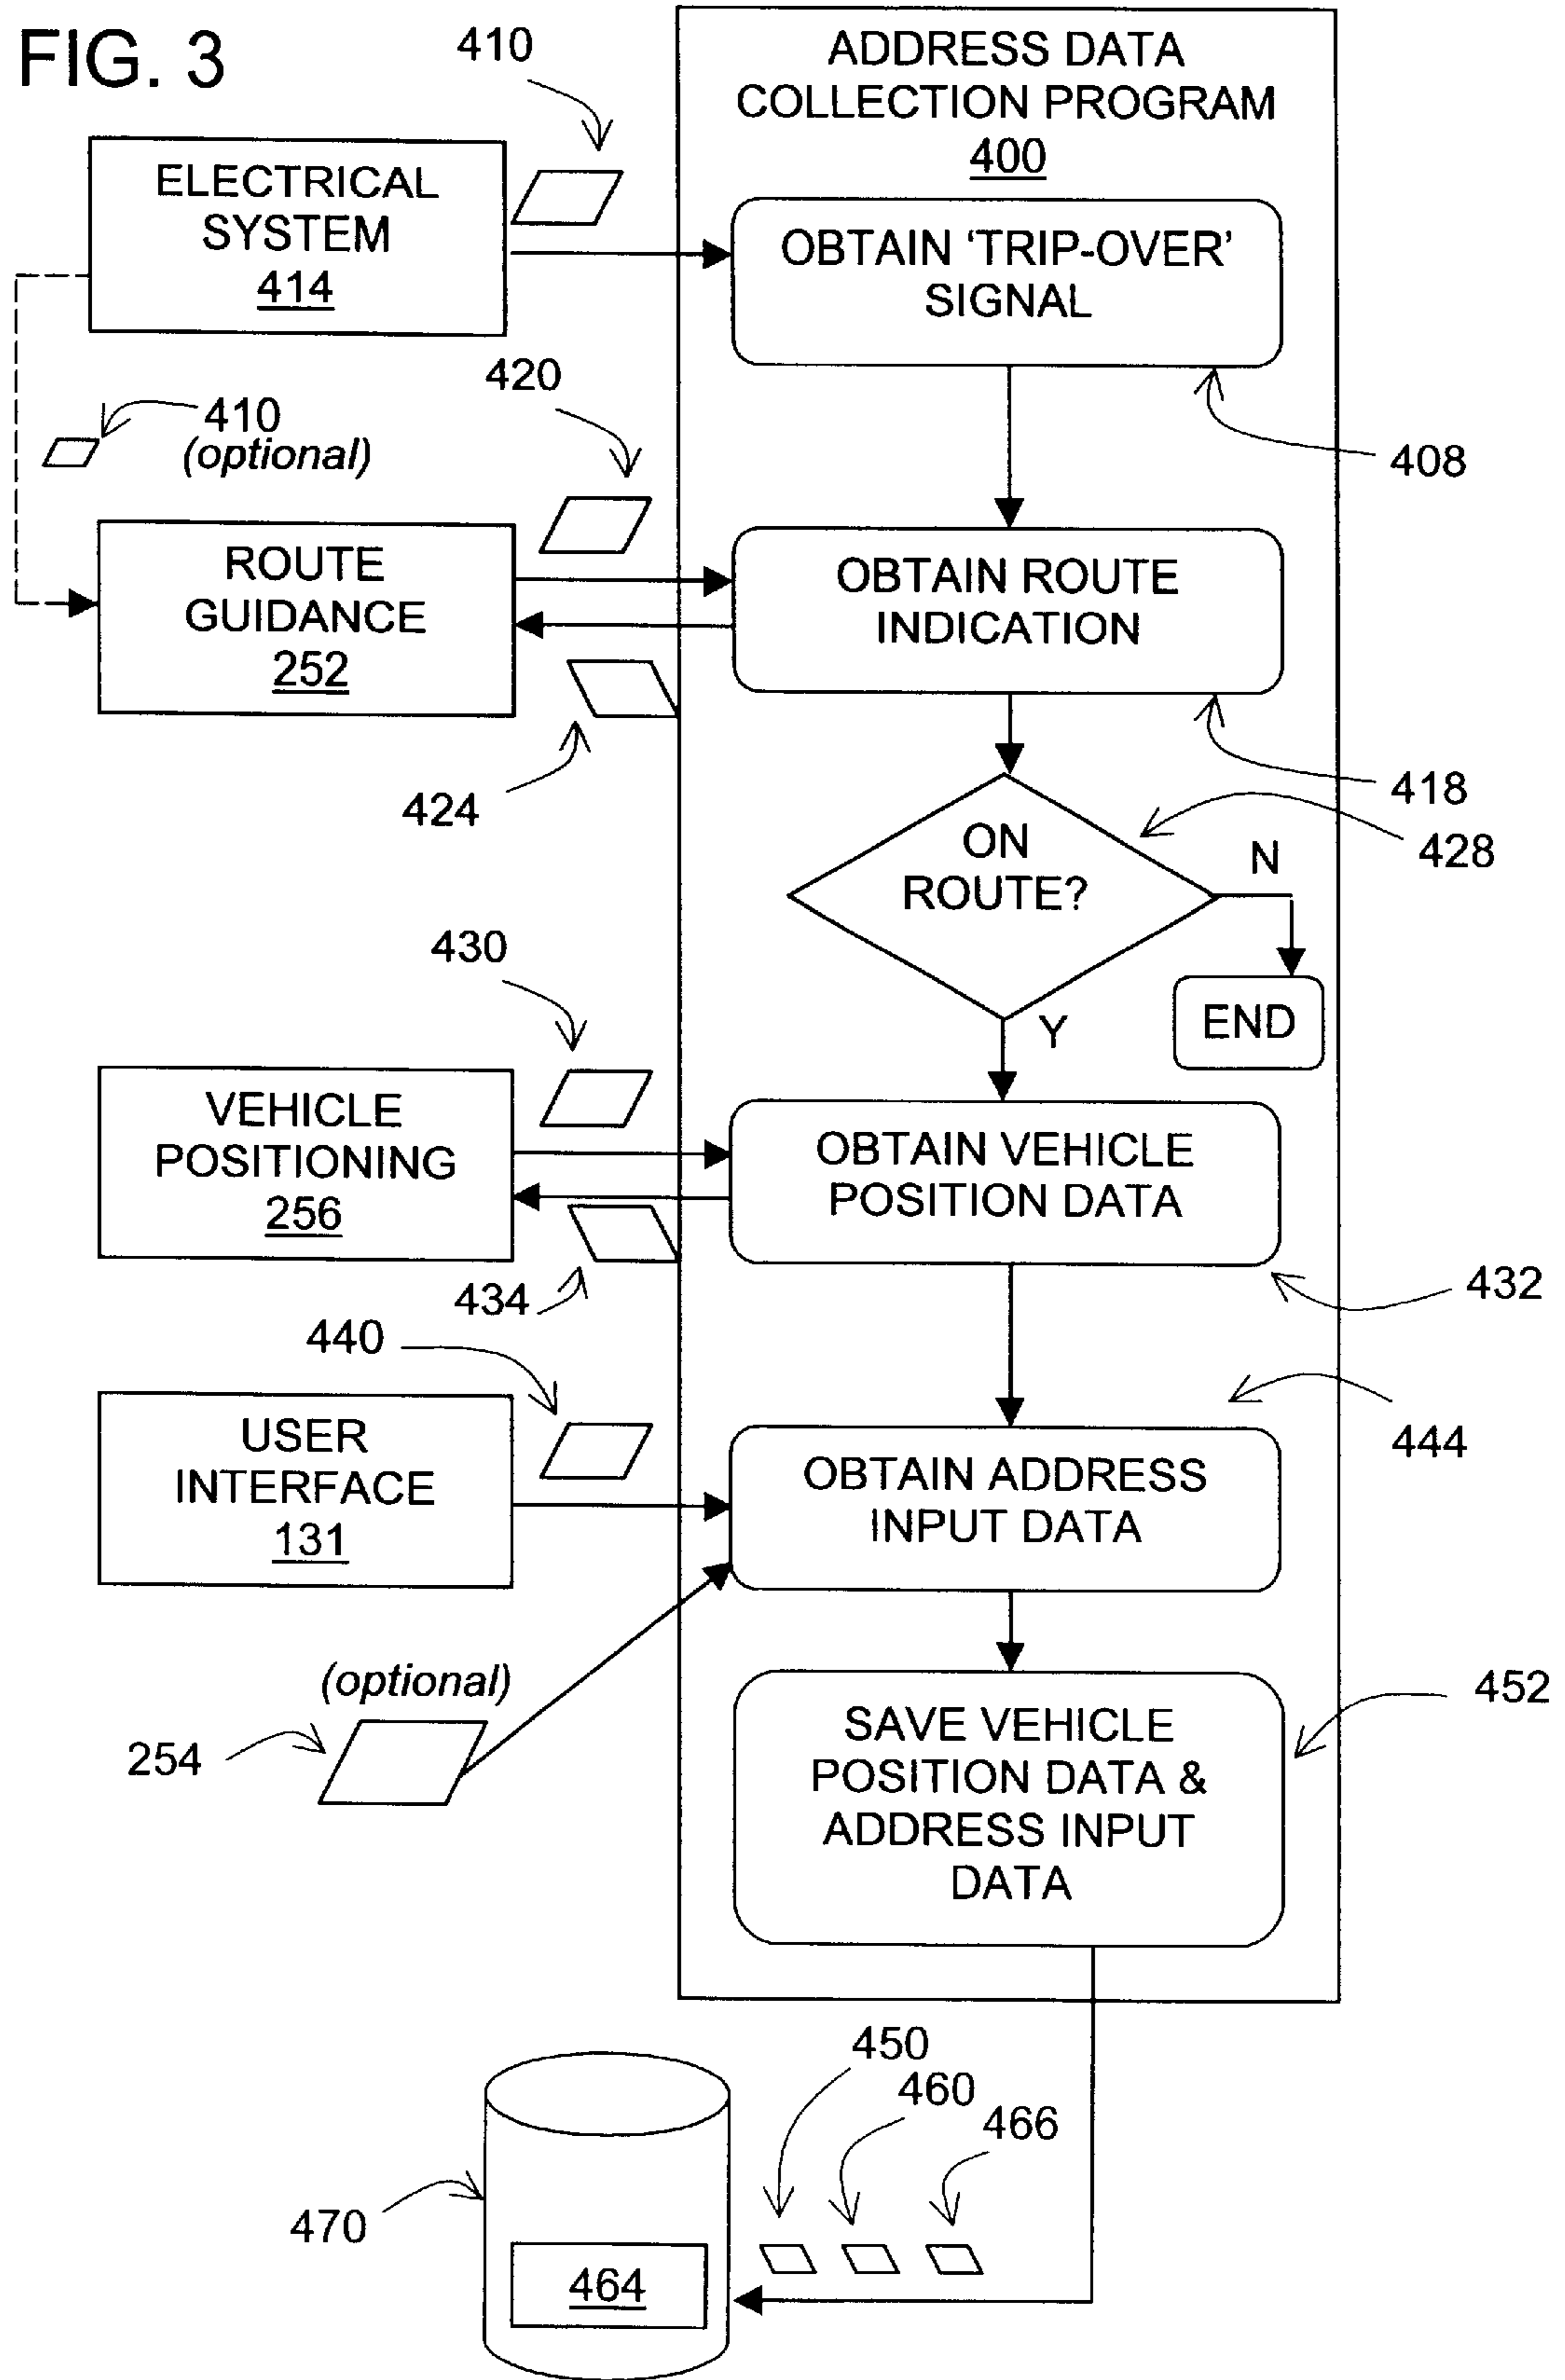 FIG. 3
410
ADDRESS DATA
COLLECTION PROGRAM
400
ELECTRICAL
SYSTEM
414
OBTAIN ‘TRIP-OVER’
SIGNAL
420
410
(optional)
408
ROUTE
GUIDANCE
252
OBTAIN ROUTE
INDICATION
424
418
ON
ROUTE?
N
428
430
END
Y
VEHICLE
POSITIONING
256
OBTAIN VEHICLE
POSITION DATA
434
432
440
444
USER
INTERFACE
131
OBTAIN ADDRESS
INPUT DATA
(optional)
254
SAVE VEHICLE
POSITION DATA &
ADDRESS INPUT
DATA
452
450
460
466
470
464